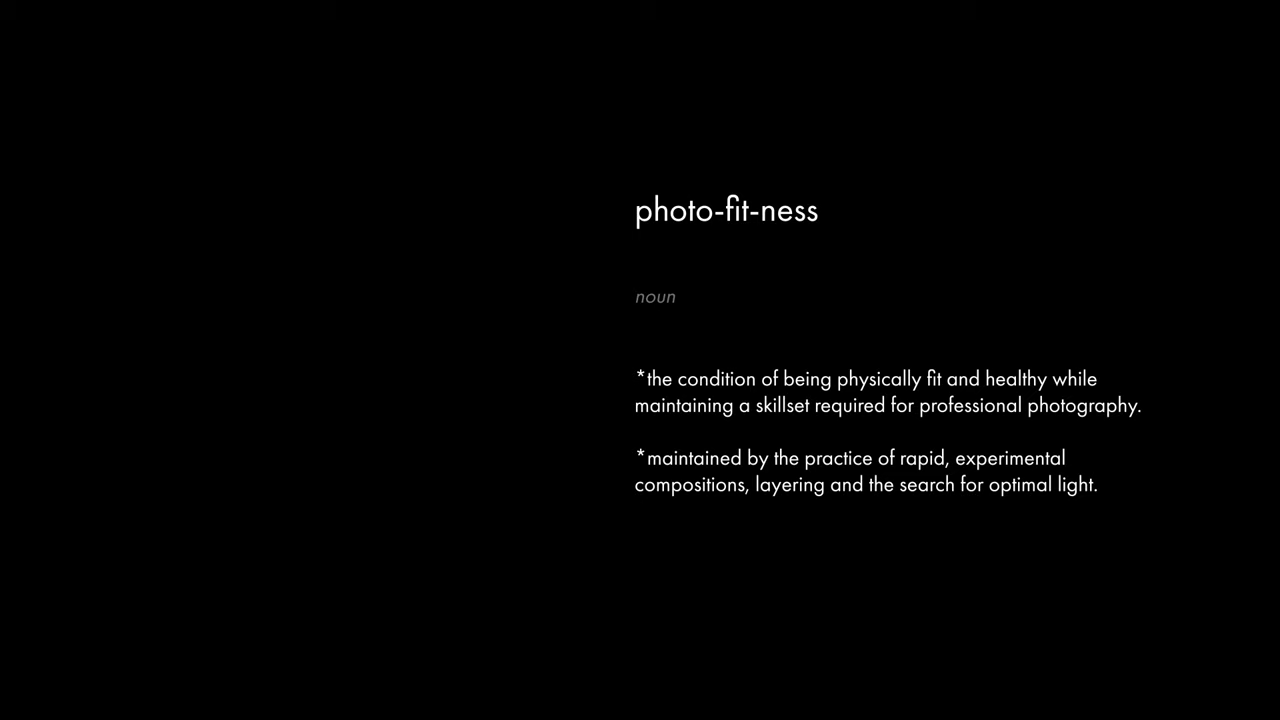 photo-fit-ness
noun
*the condition of being physically fit and healthy while
maintaining a skillset required for professional photography.
*maintained by the practice of rapid, experimental
compositions, layering and the search for optimal light.